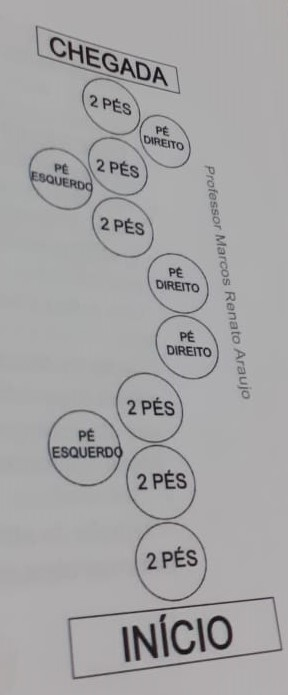 CHEGADA
2 PÉS
PÉ
DIREITO
2 PÉS
PÉ
ESQUERDO
2 PÉS
PÉ
DIREITO
PÉ
DIREITO
2 PÉS
PÉ
ESQUERDO
2 PÉS
2 PÉS
INÍCIO
Professor Marcos Renato Araujo